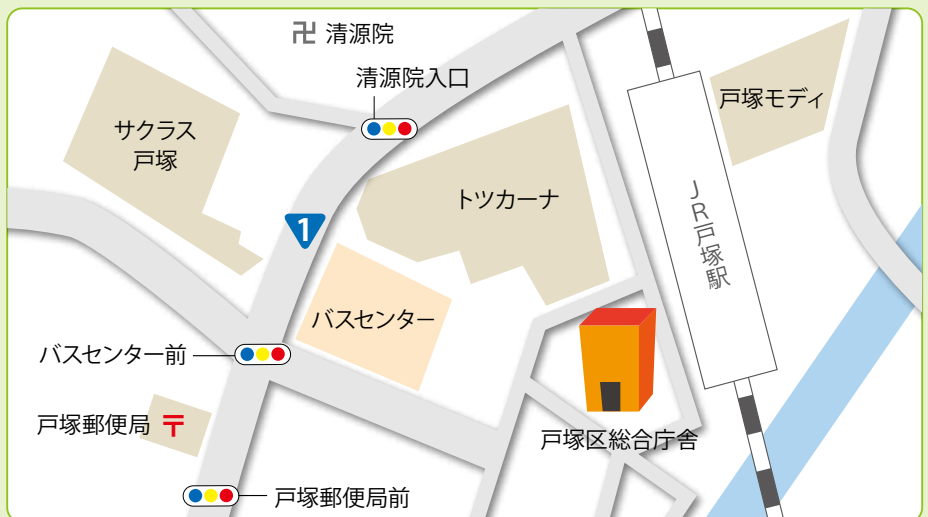 卍 清源院
清源院入口
サクラス
戸塚
戸塚モディ
トツカーナ
JR戸塚駅
1
バスセンター
バスセンター前
戸塚郵便局 〒
戸塚区総合庁舎
戸塚郵便局前